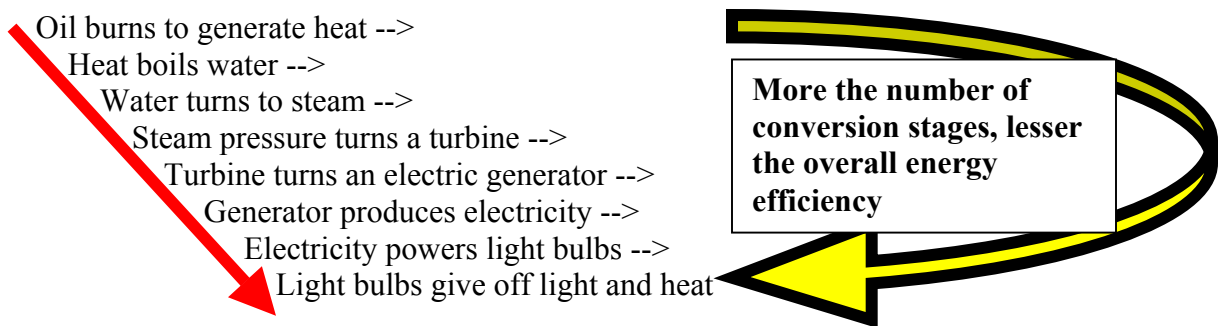 Oil burns to generate heat -->
Heat boils water -->
Water turns to steam -->
Steam pressure turns a turbine -->
Turbine turns an electric generator -->
Generator produces electricity -->
Electricity powers light bulbs -->
Light bulbs give off light and heat
More the number of
conversion stages, lesser
the overall energy
efficiency